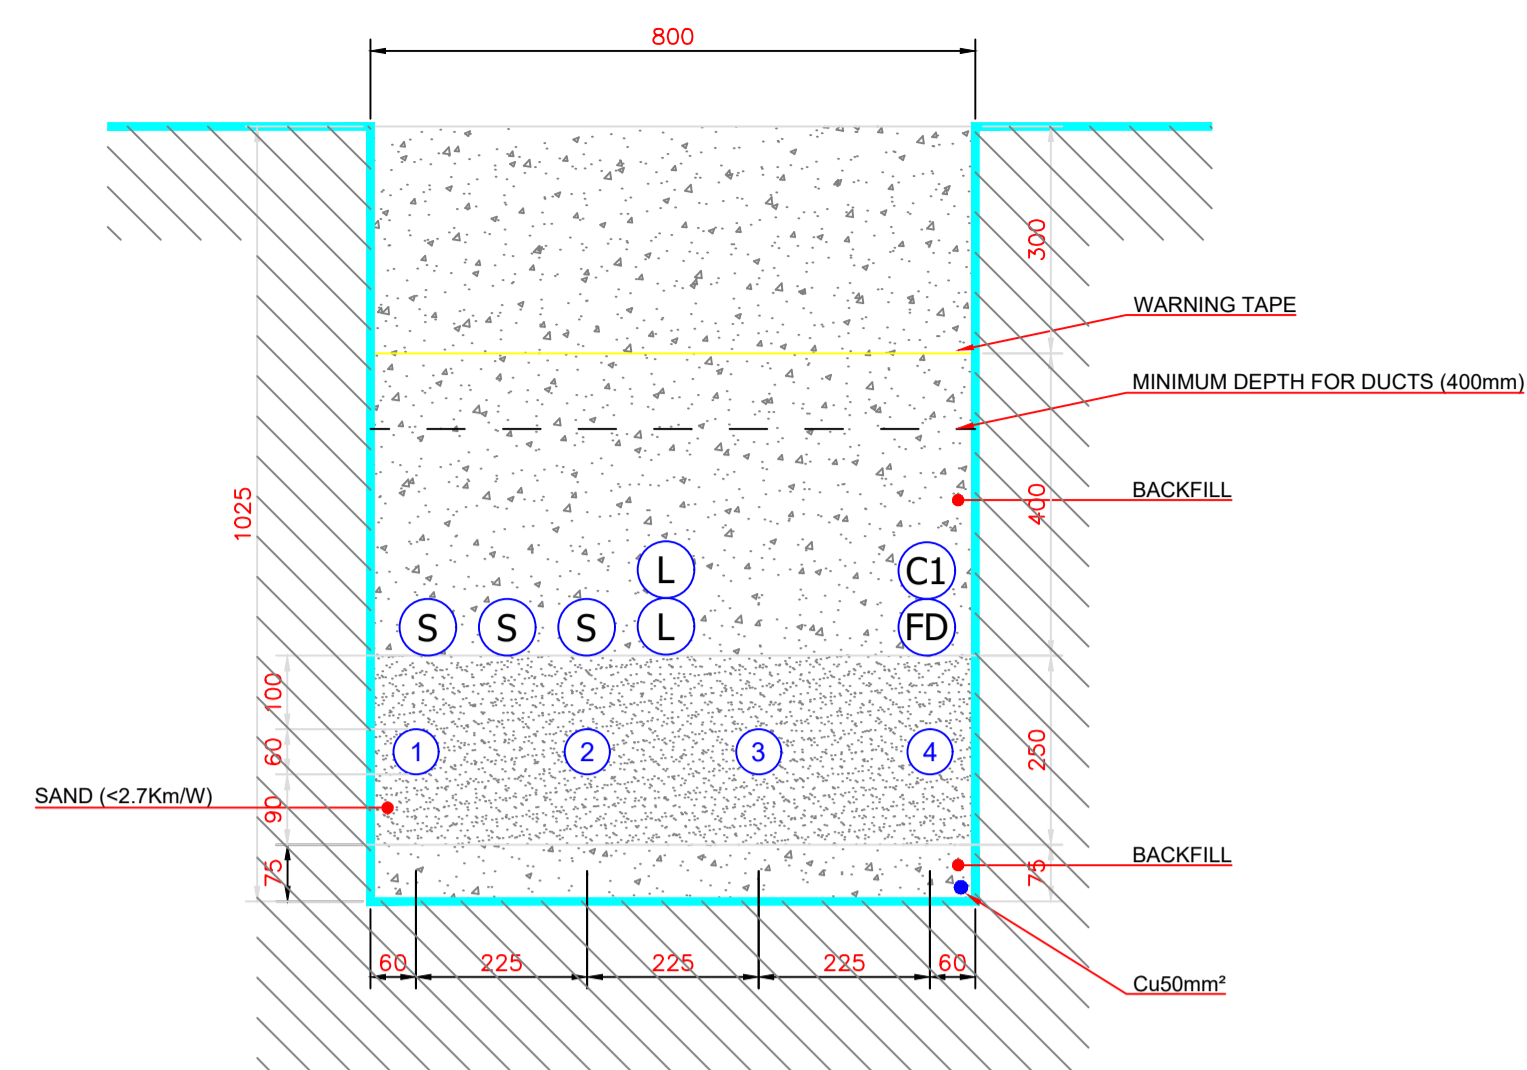 800
300
WARNING TAPE
MINIMUM DEPTH FOR DUCTS (400mm)
BACKFILL
400
1025
L
C1
S
S
S
L
FD
100
60
1
2
3
4
250
SAND (<2.7Km/W)
90
BACKFILL
75
75
60
225
225
225
60
Cu50mm²